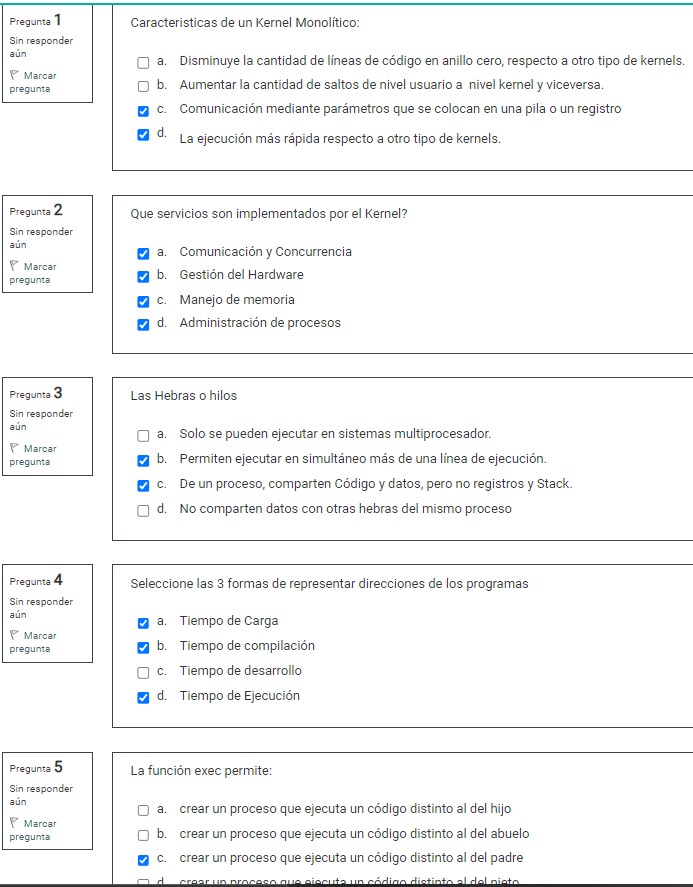 Pregunta 1
Sin responder
aún
Marcar
pregunta
Caracteristicas de un Kernel Monolítico:
a. Disminuye la cantidad de líneas de código en anillo cero, respecto a otro tipo de kernels.
b. Aumentar la cantidad de saltos de nivel usuario a nivel kernel y viceversa.
c. Comunicación mediante parámetros que se colocan en una pila o un registro
d. La ejecución más rápida respecto a otro tipo de kernels.
Pregunta 2
Sin responder
aún
Marcar
pregunta
Que servicios son implementados por el Kernel?
a. Comunicación y Concurrencia
b. Gestión del Hardware
c. Manejo de memoria
d. Administración de procesos
Pregunta 3
Sin responder
aún
Marcar
pregunta
Las Hebras o hilos
a. Solo se pueden ejecutar en sistemas multiprocesador.
b. Permiten ejecutar en simultáneo más de una línea de ejecución.
c. De un proceso, comparten Código y datos, pero no registros y Stack.
d. No comparten datos con otras hebras del mismo proceso
Pregunta 4
Sin responder
aún
Marcar
pregunta
Seleccione las 3 formas de representar direcciones de los programas
a. Tiempo de Carga
b. Tiempo de compilación
c. Tiempo de desarrollo
d. Tiempo de Ejecución
Pregunta 5
Sin responder
aún
Marcar
pregunta
La función exec permite:
a. crear un proceso que ejecuta un código distinto al del hijo
b. crear un proceso que ejecuta un código distinto al del abuelo
c. crear un proceso que ejecuta un código distinto al del padre
d. crear un proceso que ejecuta un código distinto al del nieto